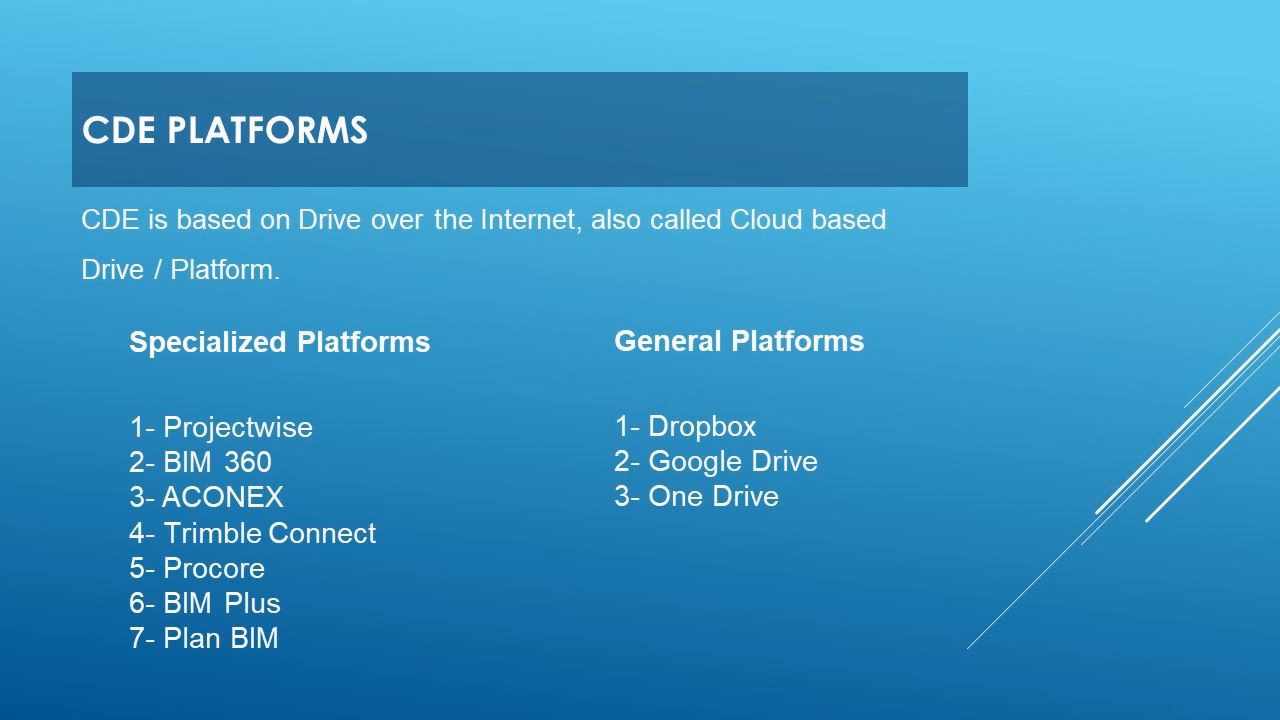 CDE PLATFORMS
CDE is based on Drive over the Internet, also called Cloud based
Drive / Platform.
Specialized Platforms
1- Projectwise
2- BIM 360
3- ACONEX
4- Trimble Connect
5- Procore
6- BIM Plus
7- Plan BIM
General Platforms
1- Dropbox
2- Google Drive
3- One Drive